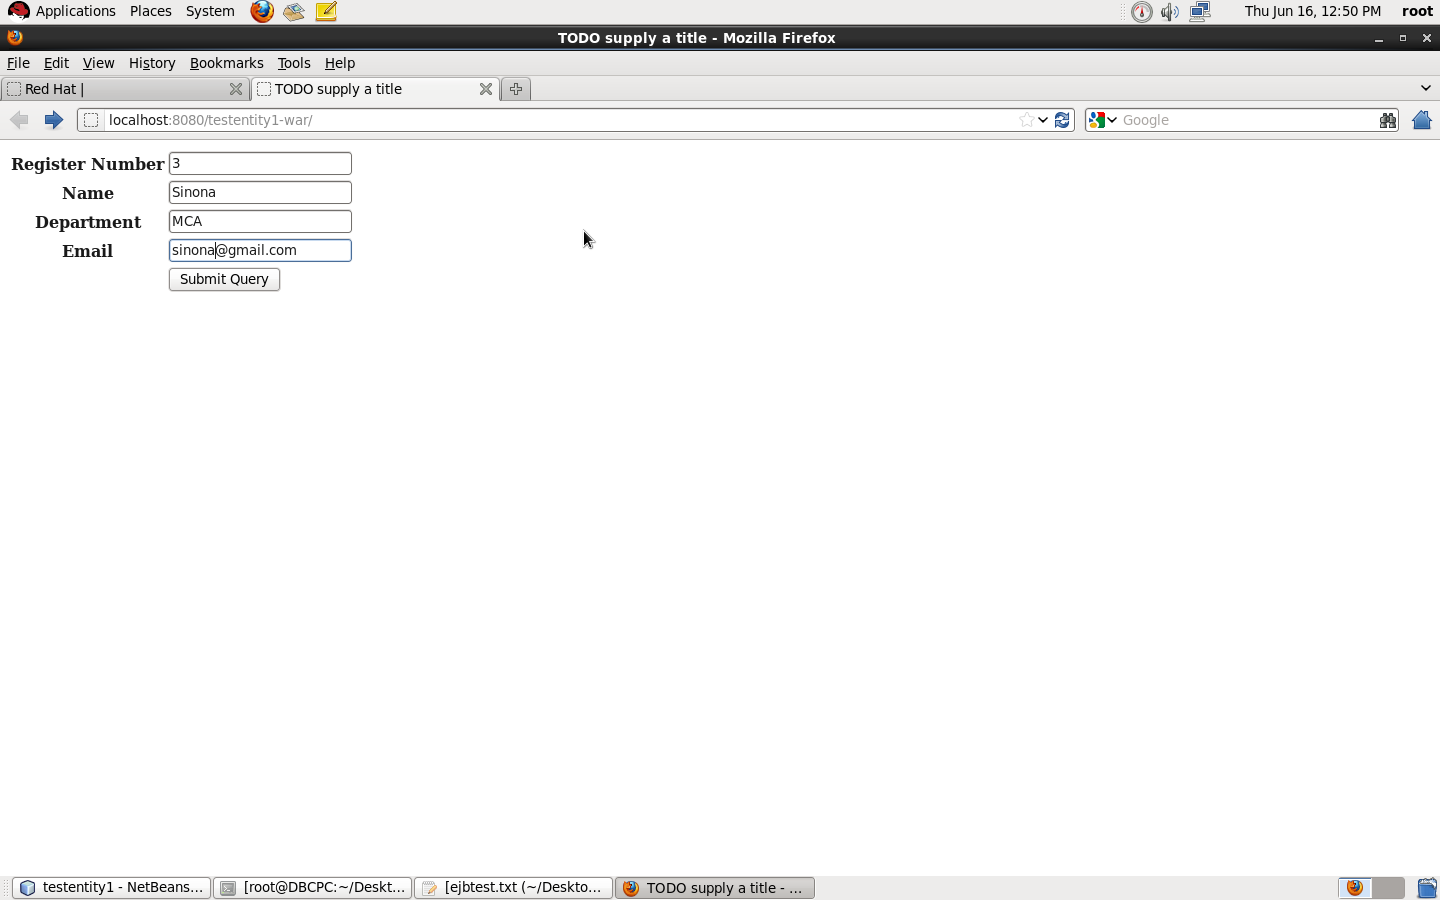 Applications Places System Thu Jun 16, 12:50 PM root
TODO supply a title - Mozilla Firefox
File Edit View History Bookmarks Tools Help
Red Hat | TODO supply a title
localhost:8080/testentity1-war/ Google
Register Number 3
Name Sinona
Department MCA
Email sinona@gmail.com
Submit Query
testentity1 - NetBeans... [root@DBCPC:~/Deskt... [ejbtest.txt (~/Deskto... TODO supply a title - ...